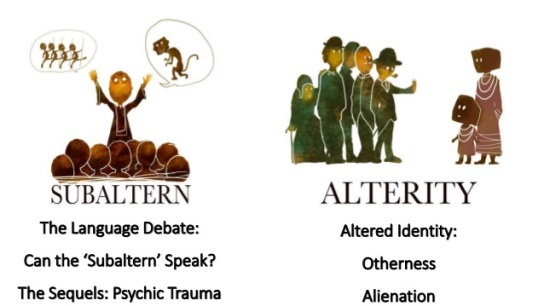 SUBALTERN
The Language Debate:
Can the ‘Subaltern’ Speak?
The Sequels: Psychic Trauma
ALTERITY
Altered Identity:
Otherness
Alienation